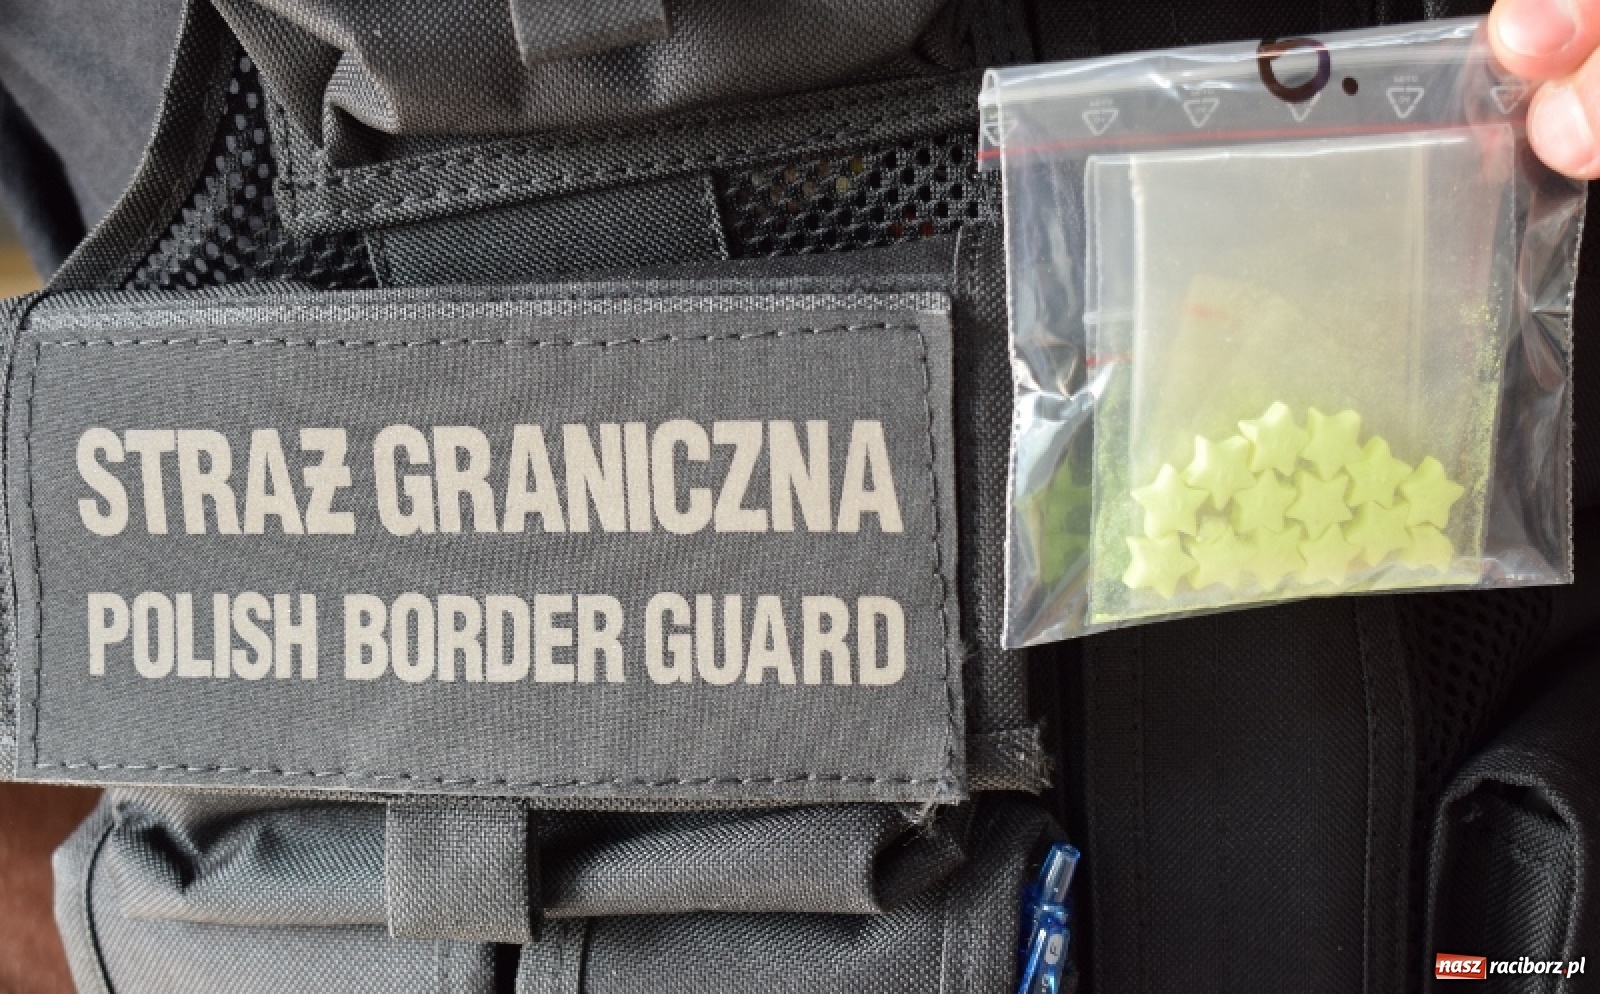 STRAŻ GRANICZNA
POLISH BORDER GUARD
nasz raciborz.pl